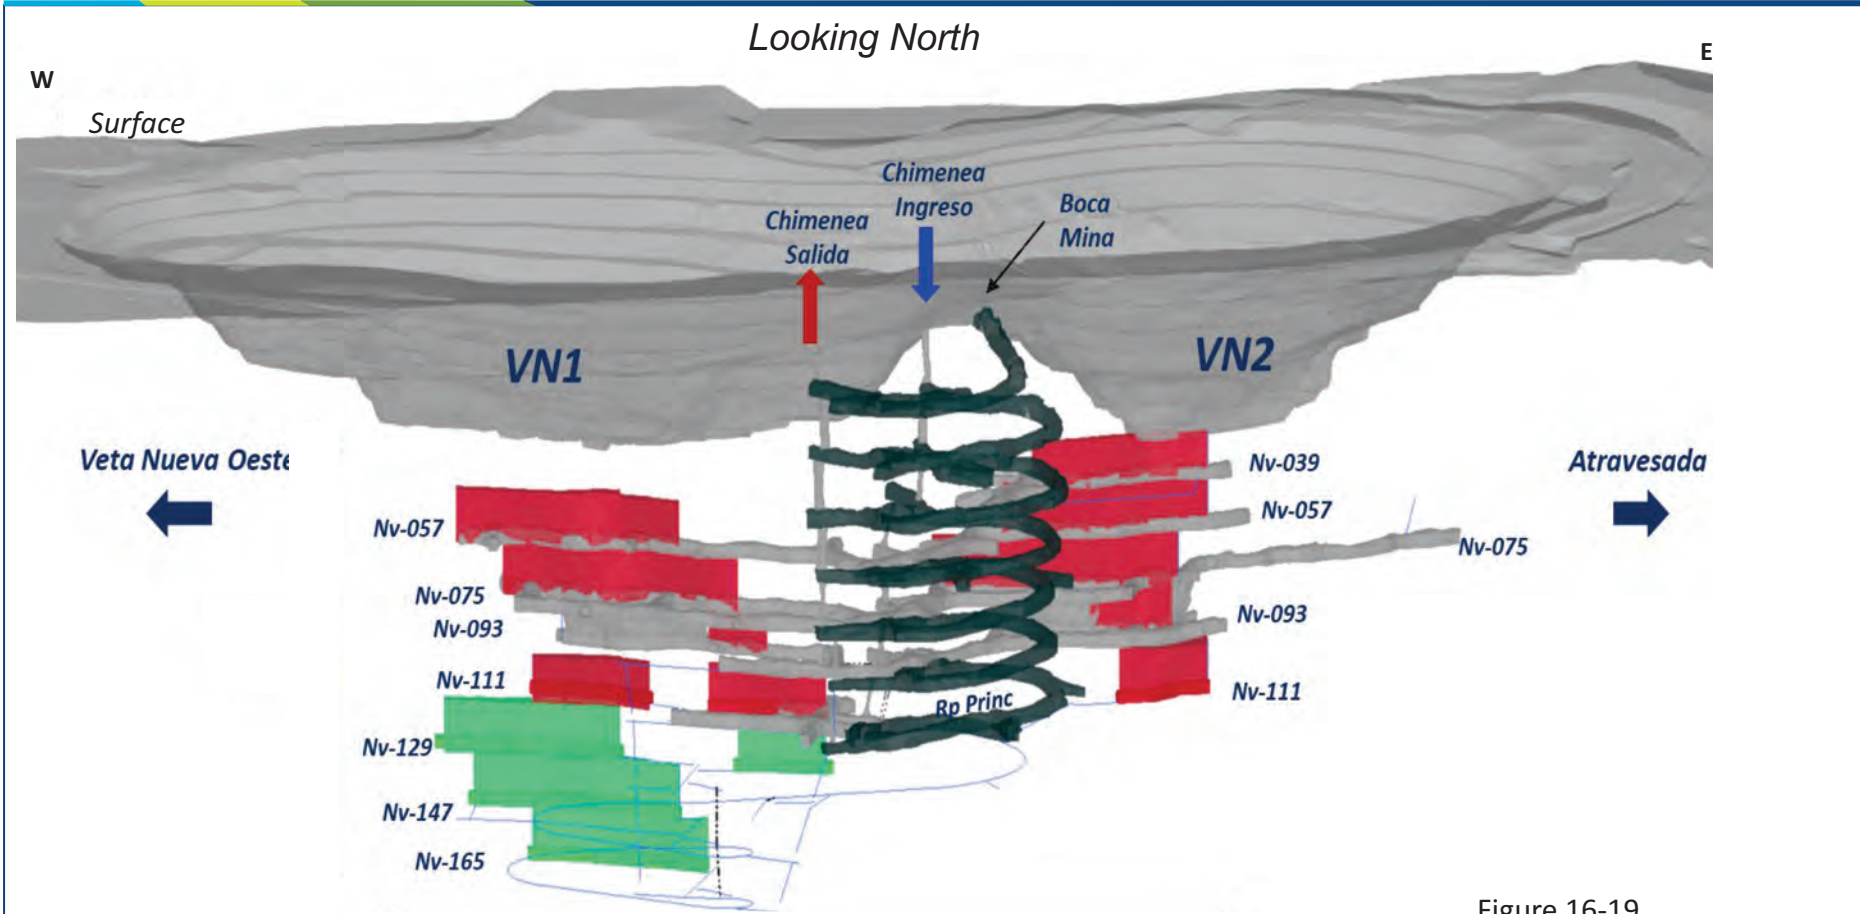 Looking North
W
E
Surface
Chimenea
Ingreso
Chimenea
Salida
Boca
Mina
VN1
VN2
Veta Nueva Oeste
Atravesada
Nv-039
Nv-057
Nv-057
Nv-075
Nv-075
Nv-093
Nv-093
Nv-111
Nv-111
Rp Princ
Nv-129
Nv-147
Nv-165
Figure 16-19